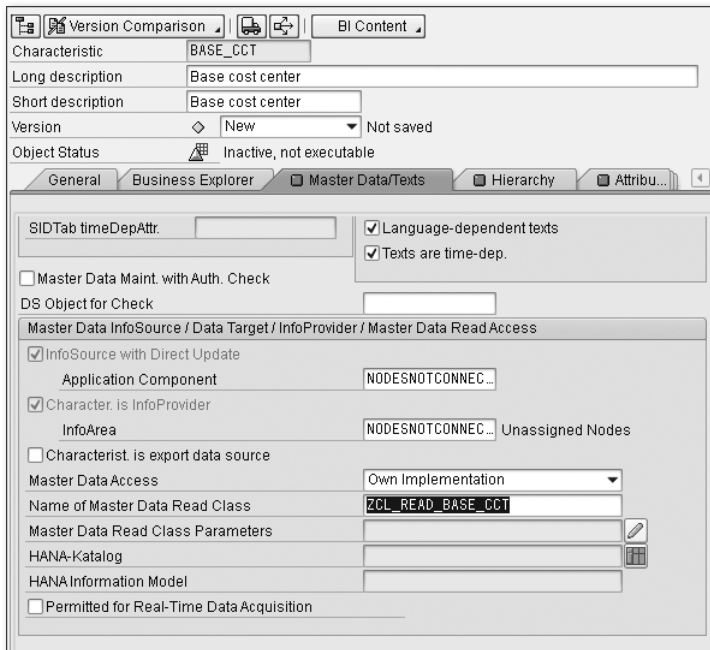 Version Comparison BI Content
Characteristic BASE_CCT
Long description Base cost center
Short description Base cost center
Version New Not saved
Object Status Inactive, not executable
General Business Explorer Master Data/Texts Hierarchy Attribu...
SIDTab timeDepAttr. Language-dependent texts
Texts are time-dep.
Master Data Maint. with Auth. Check
DS Object for Check
Master Data InfoSource / Data Target / InfoProvider / Master Data Read Access
InfoSource with Direct Update
Application Component NODESNOTCONNEC...
Character. is InfoProvider
InfoArea NODESNOTCONNEC... Unassigned Nodes
Characterist. is export data source
Master Data Access Own Implementation
Name of Master Data Read Class ZCL_READ_BASE_CCT
Master Data Read Class Parameters
HANA-Katalog
HANA Information Model
Permitted for Real-Time Data Acquisition